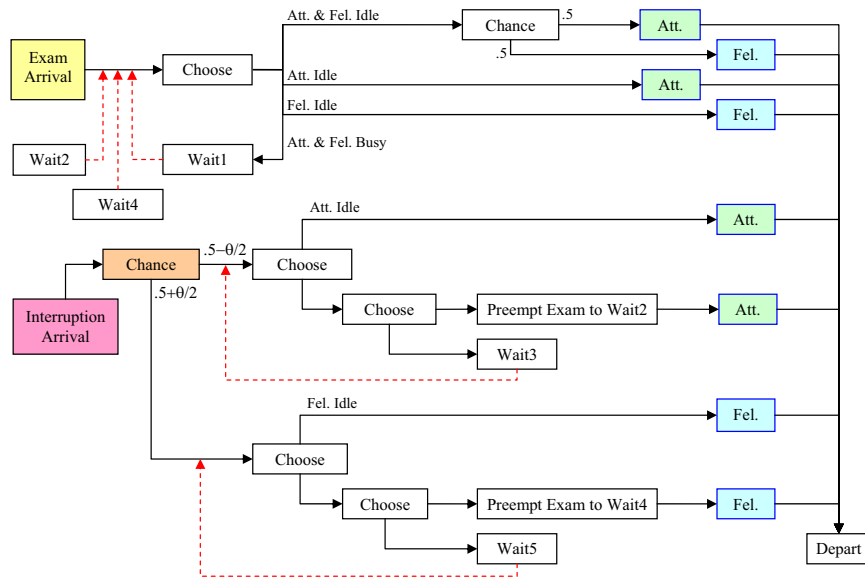 Att. & Fel. Idle
Chance
.5
Att.
Exam
Arrival
Choose
.5
Fel.
Att. Idle
Att.
Fel. Idle
Fel.
Att. & Fel. Busy
Wait2
Wait1
Wait4
Att. Idle
Att.
Chance
.5−θ/2
Choose
.5+θ/2
Interruption
Arrival
Choose
Preempt Exam to Wait2
Att.
Wait3
Fel. Idle
Fel.
Choose
Choose
Preempt Exam to Wait4
Fel.
Wait5
Depart